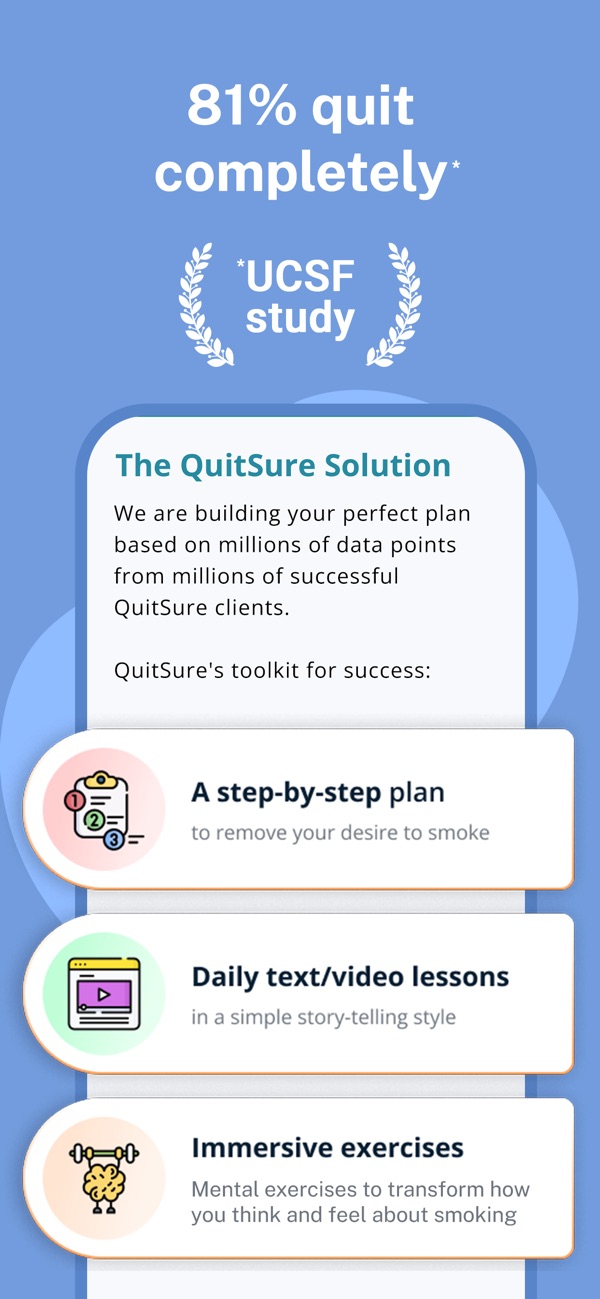 81% quit
completely*
*UCSF
study
The QuitSure Solution
We are building your perfect plan
based on millions of data points
from millions of successful
QuitSure clients.
QuitSure's toolkit for success:
1
2
3
A step-by-step plan
to remove your desire to smoke
Daily text/video lessons
in a simple story-telling style
Immersive exercises
Mental exercises to transform how
you think and feel about smoking